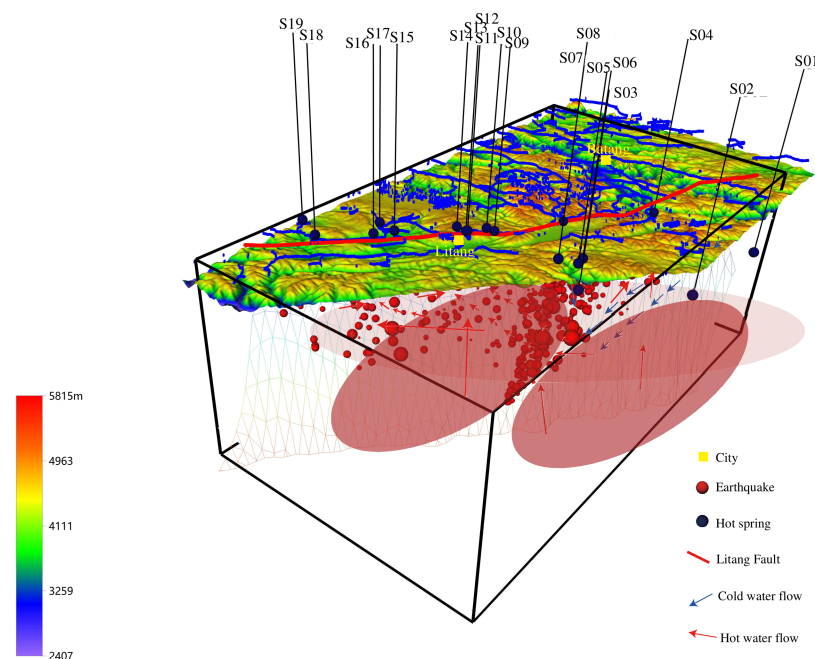 S19
S18
S17
S16
S15
S12
S13
S14
S11
S10
S09
S08
S07
S05
S06
S03
S04
S02
S01
Batang
Litang
5815m
4963
4111
3259
2407
City
Earthquake
Hot spring
Litang Fault
Cold water flow
Hot water flow